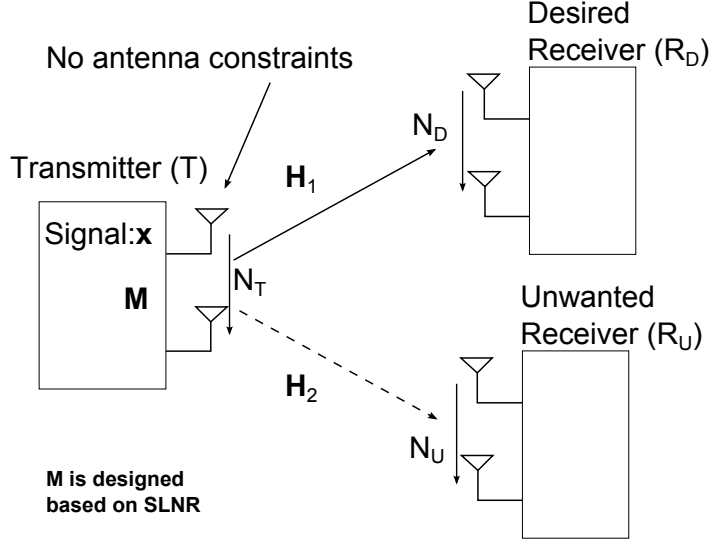 No antenna constraints
Transmitter (T)
Signal:x
M
N_T
H_1
H_2
Desired
Receiver (R_D)
N_D
Unwanted
Receiver (R_U)
N_U
M is designed
based on SLNR